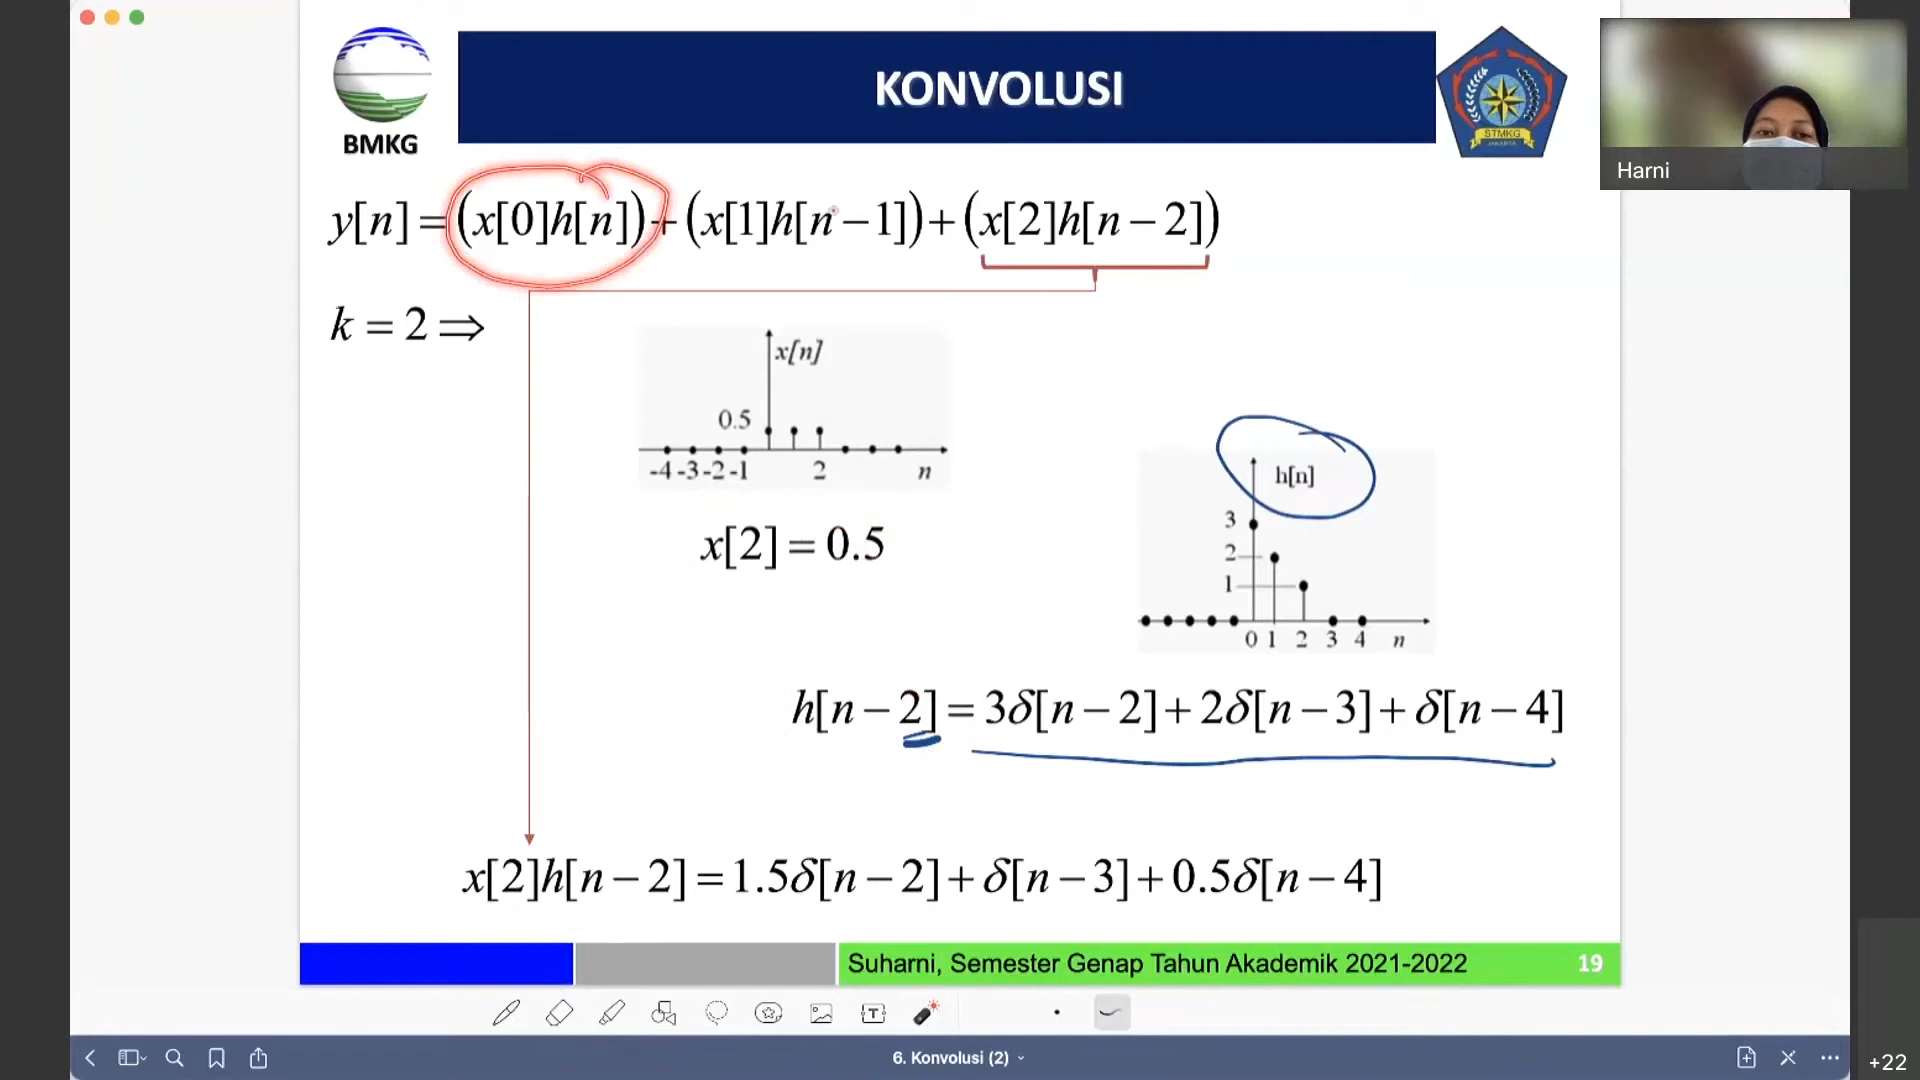 KONVOLUSI
BMKG
STMKG
JAKARTA
Harni
y[n] = (x[0]h[n]) + (x[1]h[n − 1]) + (x[2]h[n − 2])
k = 2 ⇒
x[n]
0.5
-4 -3 -2 -1 2 n
x[2] = 0.5
h[n]
3
2
1
0 1 2 3 4 n
h[n − 2] = 3δ[n − 2] + 2δ[n − 3] + δ[n − 4]
x[2]h[n − 2] = 1.5δ[n − 2] + δ[n − 3] + 0.5δ[n − 4]
Suharni, Semester Genap Tahun Akademik 2021-2022 19
6. Konvolusi (2)
+22